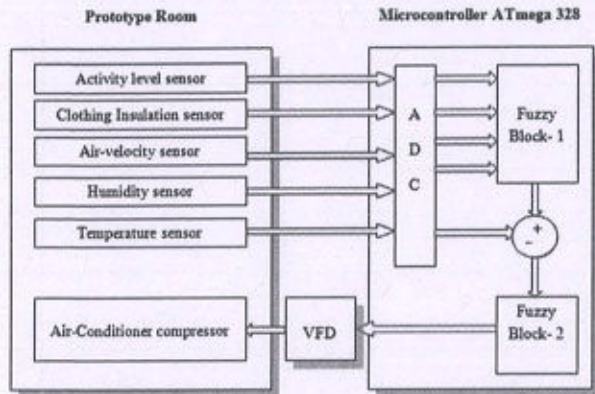 Prototype Room
Microcontroller ATmega 328
Activity level sensor
Clothing Insulation sensor
Air-velocity sensor
Humidity sensor
Temperature sensor
A
D
C
Fuzzy
Block- 1
+
-
Fuzzy
Block- 2
VFD
Air-Conditioner compressor